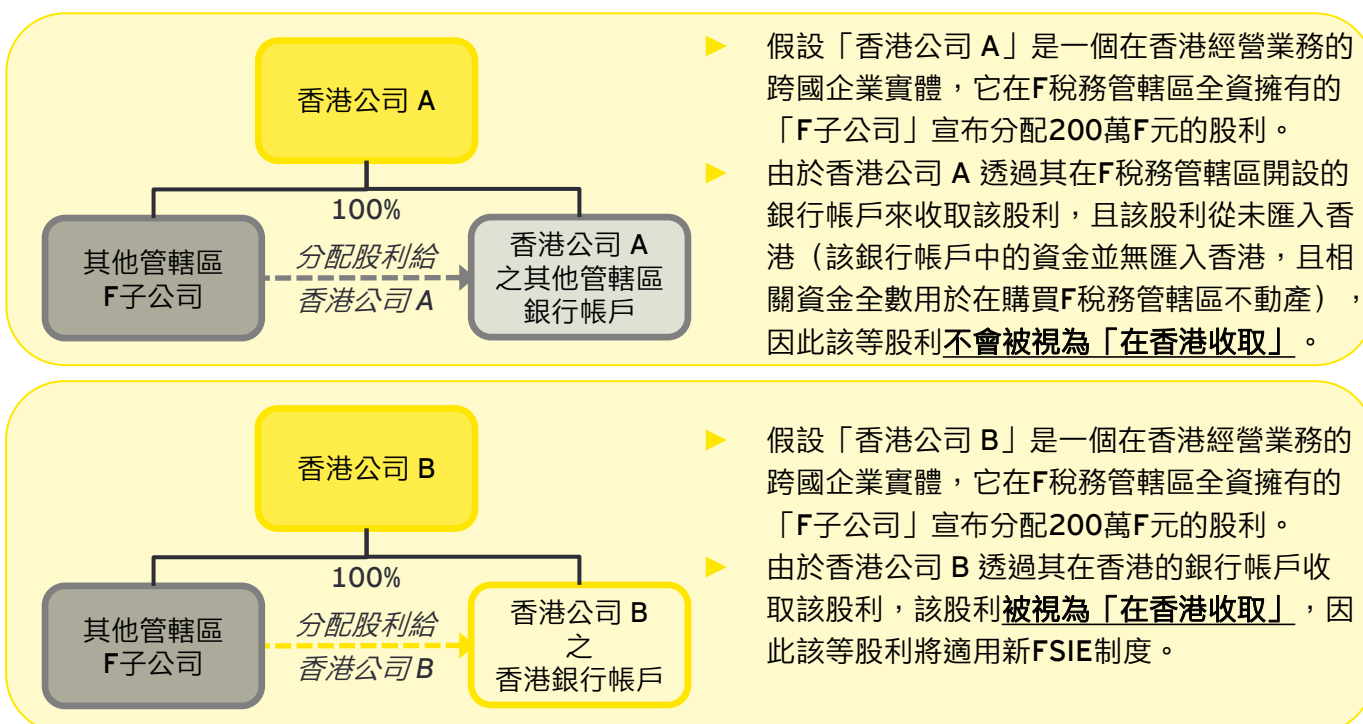 香港公司 A
100%
其他管轄區
F子公司
分配股利給
香港公司 A
香港公司 A
之其他管轄區
銀行帳戶
► 假設「香港公司 A」是一個在香港經營業務的
跨國企業實體，它在F稅務管轄區全資擁有的
「F子公司」宣布分配200萬F元的股利。
► 由於香港公司 A 透過其在F稅務管轄區開設的
銀行帳戶來收取該股利，且該股利從未匯入香
港（該銀行帳戶中的資金並無匯入香港，且相
關資金全數用於在購買F稅務管轄區不動產），
因此該等股利不會被視為「在香港收取」。
香港公司 B
100%
其他管轄區
F子公司
分配股利給
香港公司 B
香港公司 B
之
香港銀行帳戶
► 假設「香港公司 B」是一個在香港經營業務的
跨國企業實體，它在F稅務管轄區全資擁有的
「F子公司」宣布分配200萬F元的股利。
► 由於香港公司 B 透過其在香港的銀行帳戶收
取該股利，該股利被視為「在香港收取」，因
此該等股利將適用新FSIE制度。